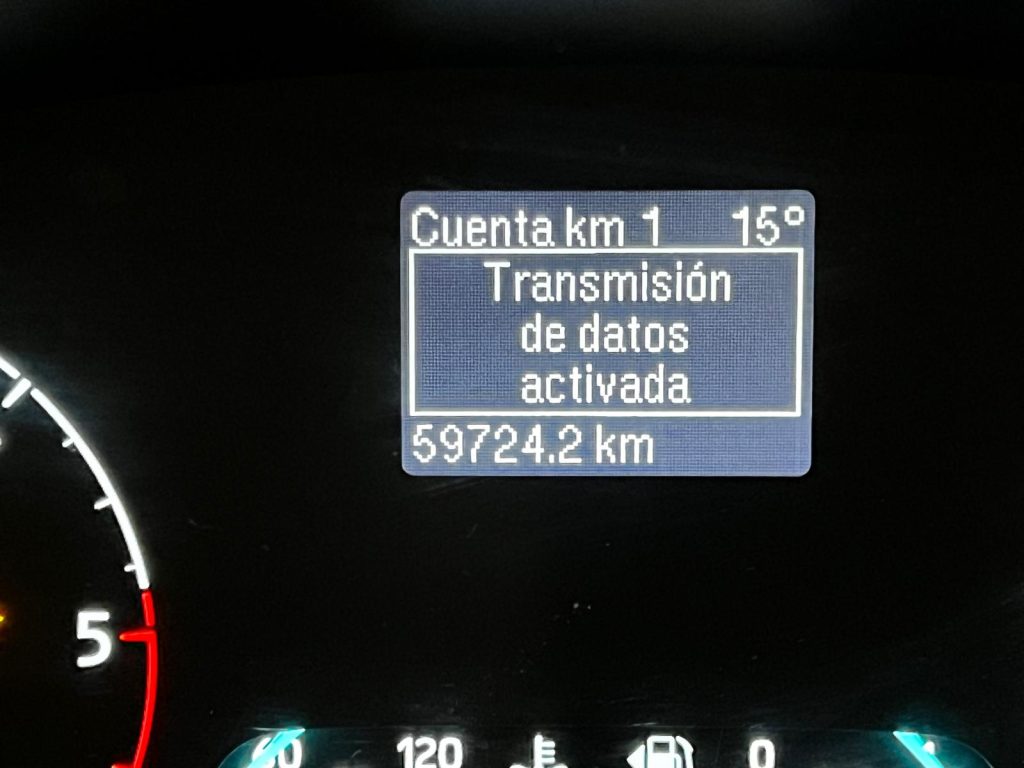 Cuenta km 1 15°
Transmisión
de datos
activada
59724.2 km
5
120
0